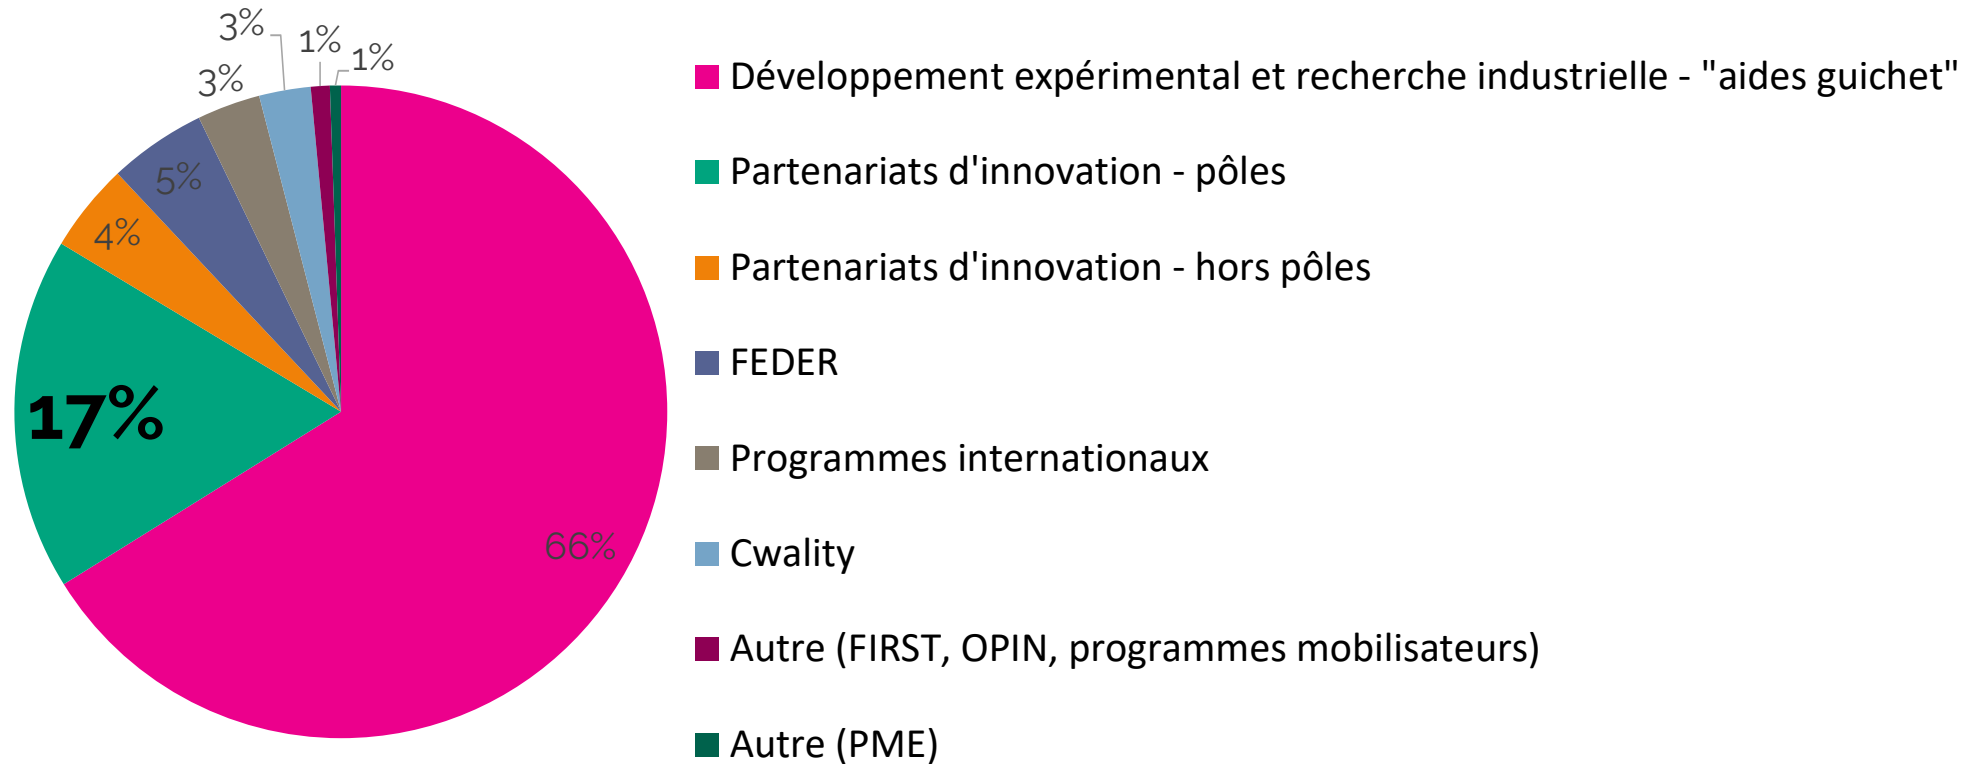 3%
1%
1%
3%
5%
4%
17%
66%
Développement expérimental et recherche industrielle - "aides guichet"
Partenariats d'innovation - pôles
Partenariats d'innovation - hors pôles
FEDER
Programmes internationaux
Cwality
Autre (FIRST, OPIN, programmes mobilisateurs)
Autre (PME)